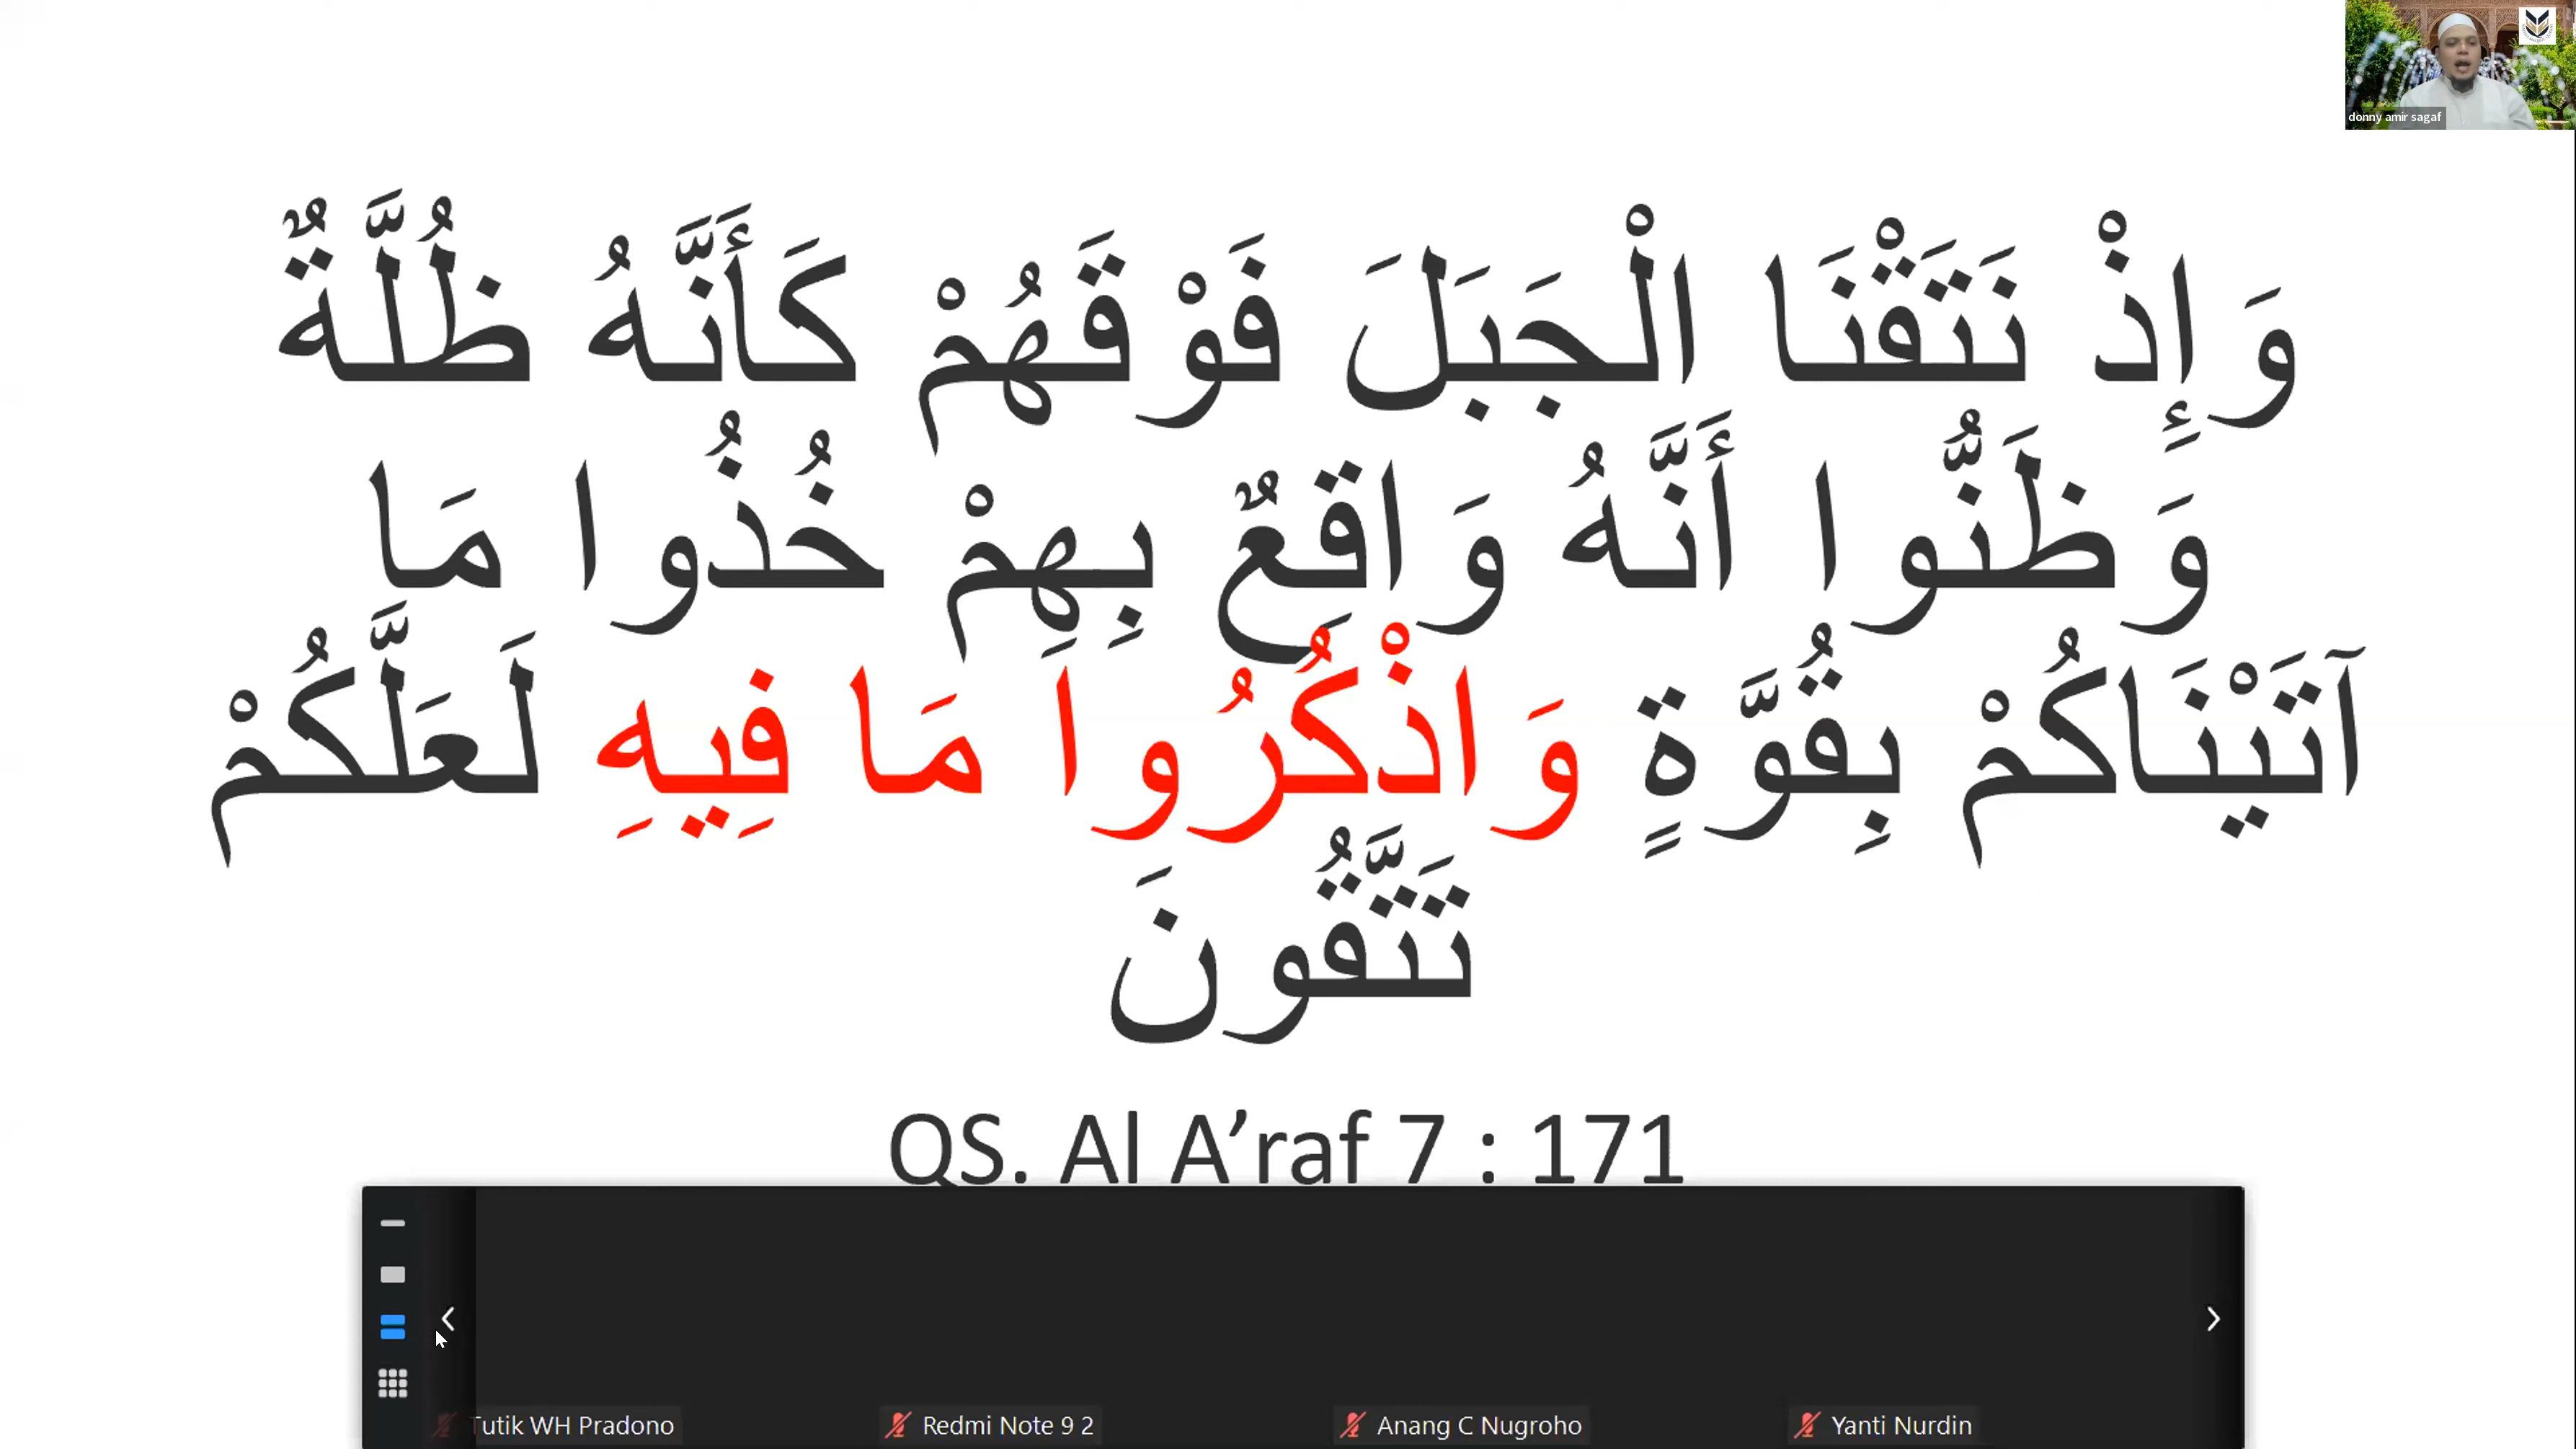 donny amir sagaf
وَإِذْ نَتَقْنَا الْجَبَلَ فَوْقَهُمْ كَأَنَّهُ ظُلَّةٌ
وَظَنُّوا أَنَّهُ وَاقِعٌ بِهِمْ خُذُوا مَا
آتَيْنَاكُمْ بِقُوَّةٍ وَاذْكُرُوا مَا فِيهِ لَعَلَّكُمْ
تَتَّقُونَ
QS. Al A’raf 7 : 171
Tutik WH Pradono
Redmi Note 9 2
Anang C Nugroho
Yanti Nurdin